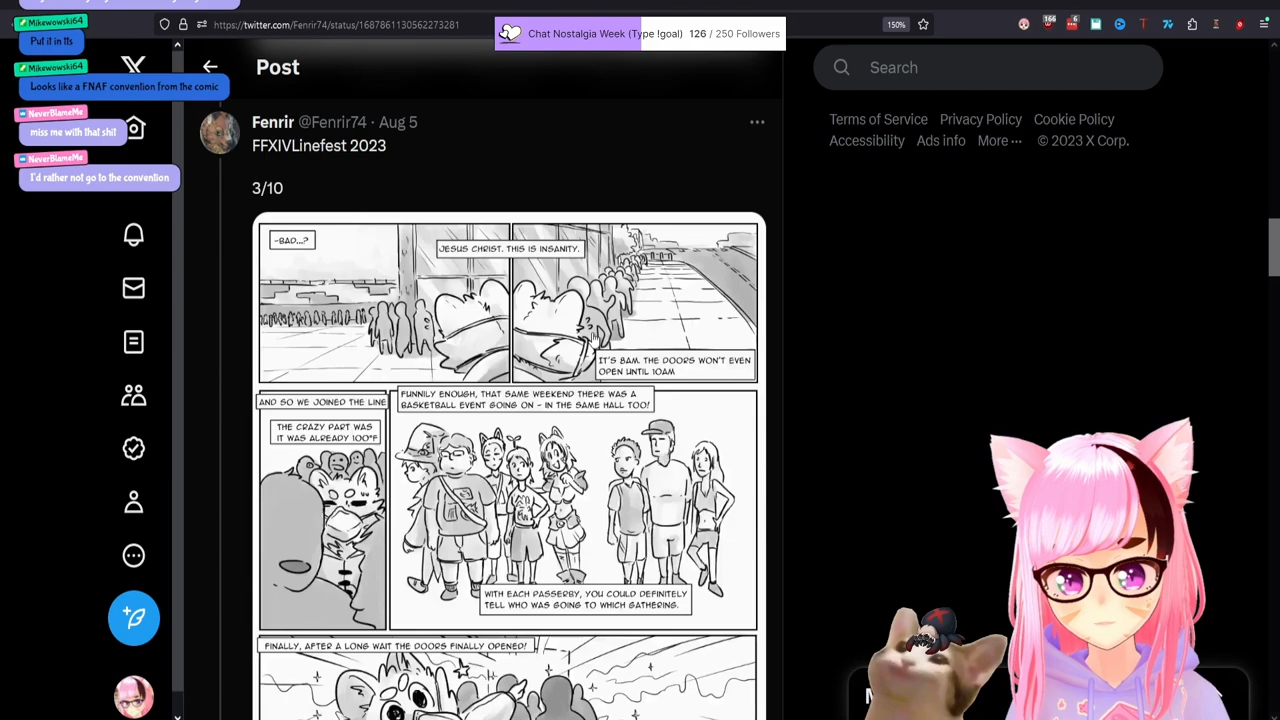 Mikewowski64
Put it in tts
Mikewowski64
Looks like a FNAF convention from the comic
NeverBlameMe
miss me with that shit
NeverBlameMe
I'd rather not go to the convention
https://twitter.com/Fenrir74/status/1687861130562273281
150%
166
6
Chat Nostalgia Week (Type !goal) 126 / 250 Followers
Post
Search
Terms of Service Privacy Policy Cookie Policy
Accessibility Ads info More ··· © 2023 X Corp.
Fenrir @Fenrir74 · Aug 5
FFXIVLinefest 2023
3/10
-BAD...?
JESUS CHRIST. THIS IS INSANITY.
IT'S 8AM. THE DOORS WON'T EVEN
OPEN UNTIL 10AM
AND SO WE JOINED THE LINE
THE CRAZY PART WAS
IT WAS ALREADY 100°F
FUNNILY ENOUGH, THAT SAME WEEKEND THERE WAS A
BASKETBALL EVENT GOING ON - IN THE SAME HALL TOO!
WITH EACH PASSERBY, YOU COULD DEFINITELY
TELL WHO WAS GOING TO WHICH GATHERING.
FINALLY, AFTER A LONG WAIT THE DOORS FINALLY OPENED!